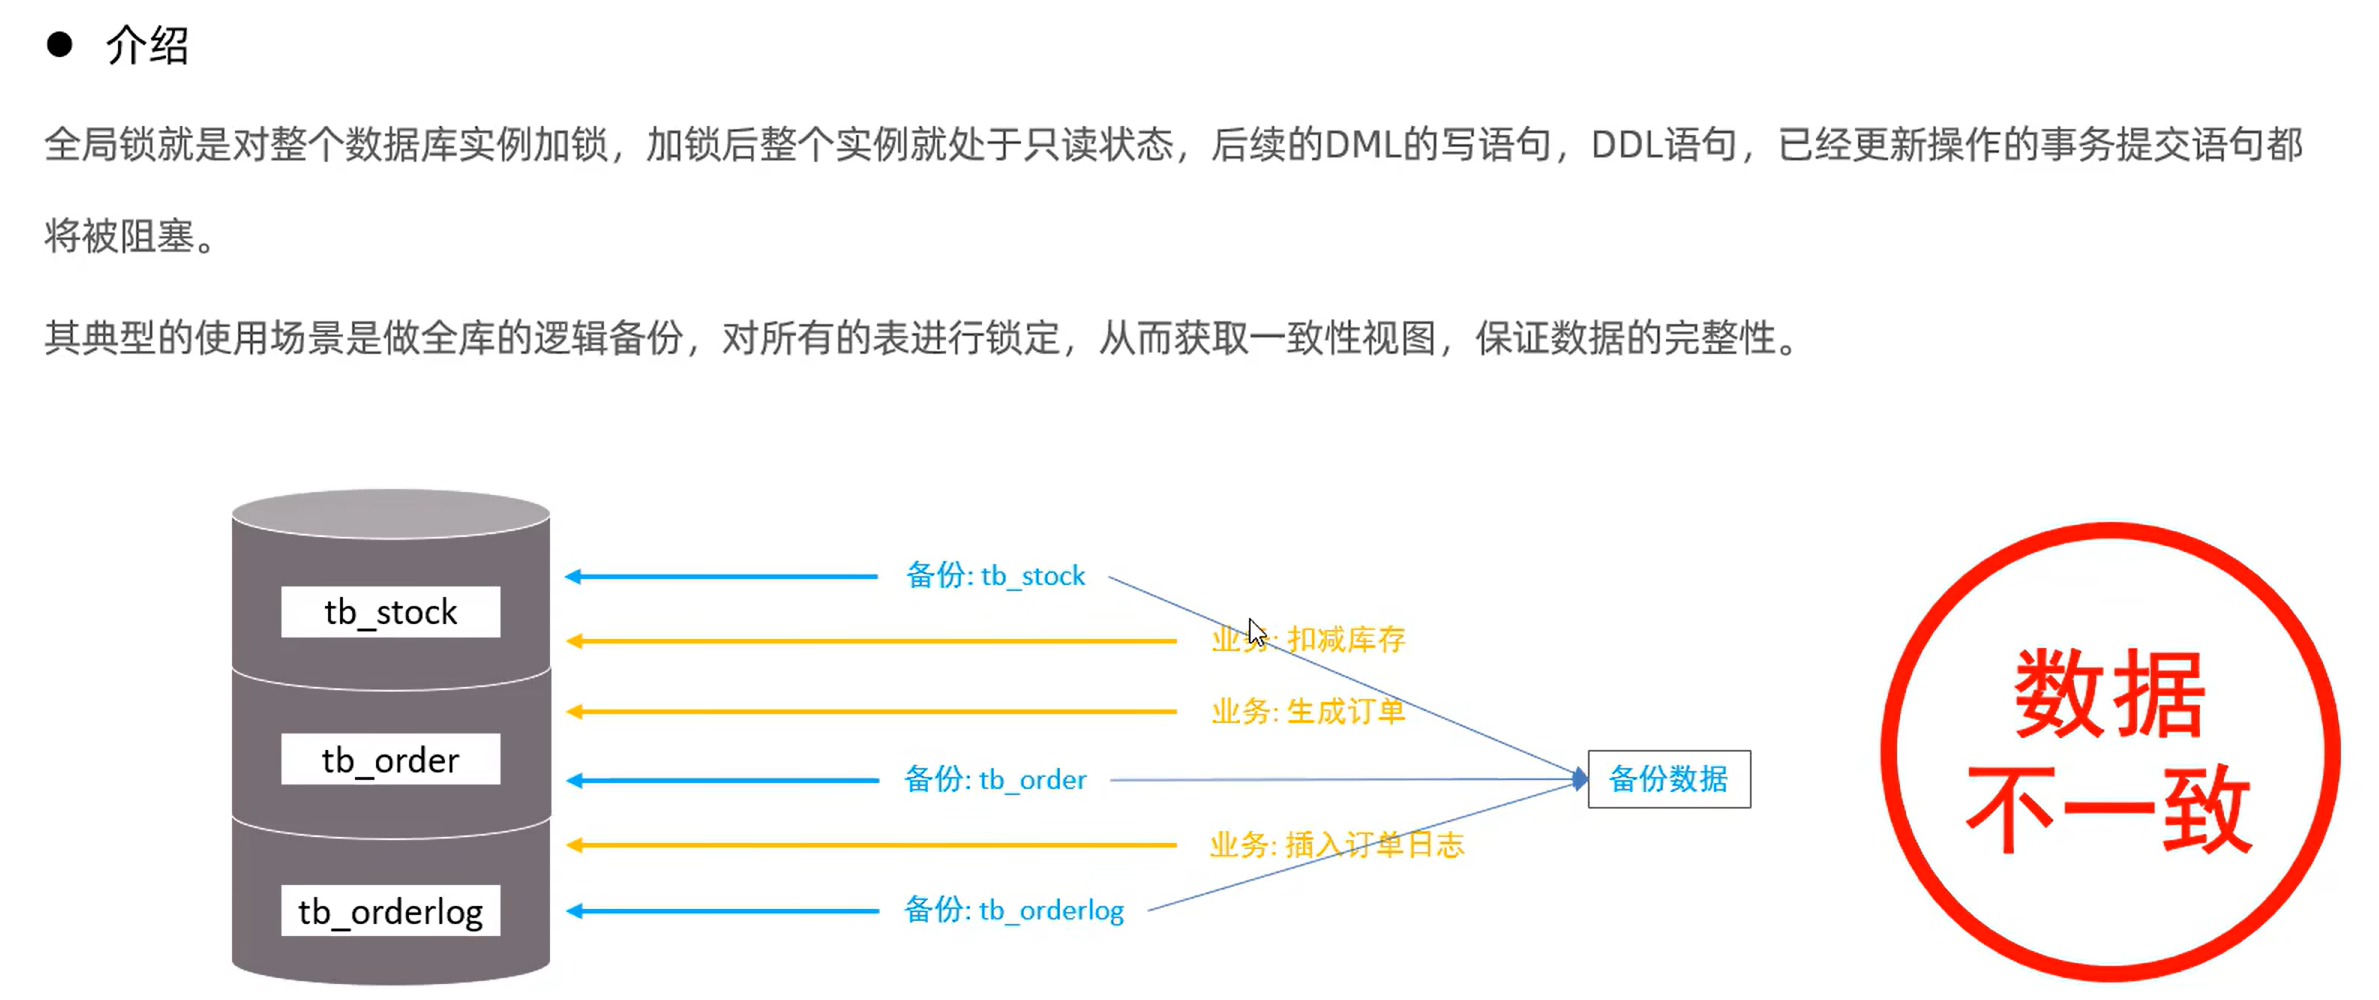 介绍
全局锁就是对整个数据库实例加锁，加锁后整个实例就处于只读状态，后续的DML的写语句，DDL语句，已经更新操作的事务提交语句都
将被阻塞。
其典型的使用场景是做全库的逻辑备份，对所有的表进行锁定，从而获取一致性视图，保证数据的完整性。
备份: tb_stock
tb_stock
业务: 扣减库存
业务: 生成订单
tb_order
备份: tb_order
备份数据
业务: 插入订单日志
tb_orderlog
备份: tb_orderlog
数据
不一致